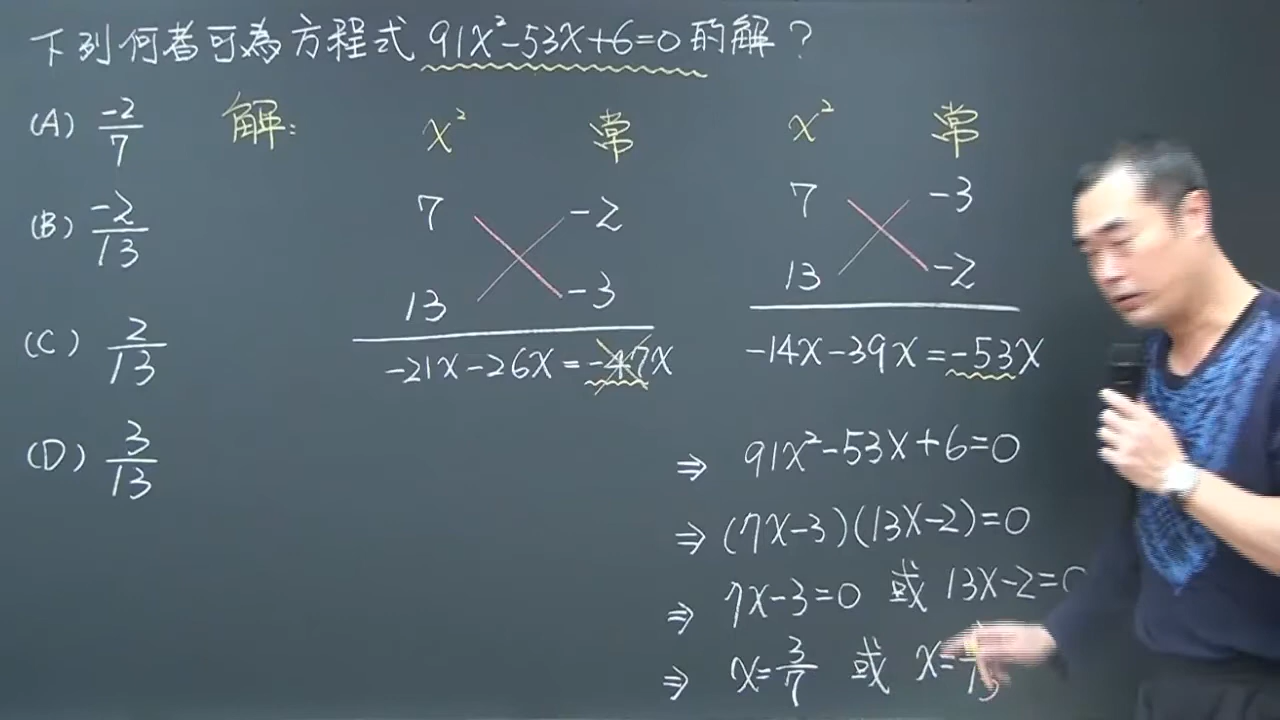 下列何者可為方程式 91x²-53x+6=0 的解？
(A) -2/7
(B) -2/13
(C) 2/13
(D) 3/13
解：
x² 常
7 -2
13 -3
-21x-26x=-47x
x² 常
7 -3
13 -2
-14x-39x=-53x
⇒ 91x²-53x+6=0
⇒ (7x-3)(13x-2)=0
⇒ 7x-3=0 或 13x-2=0
⇒ x=3/7 或 x= /13